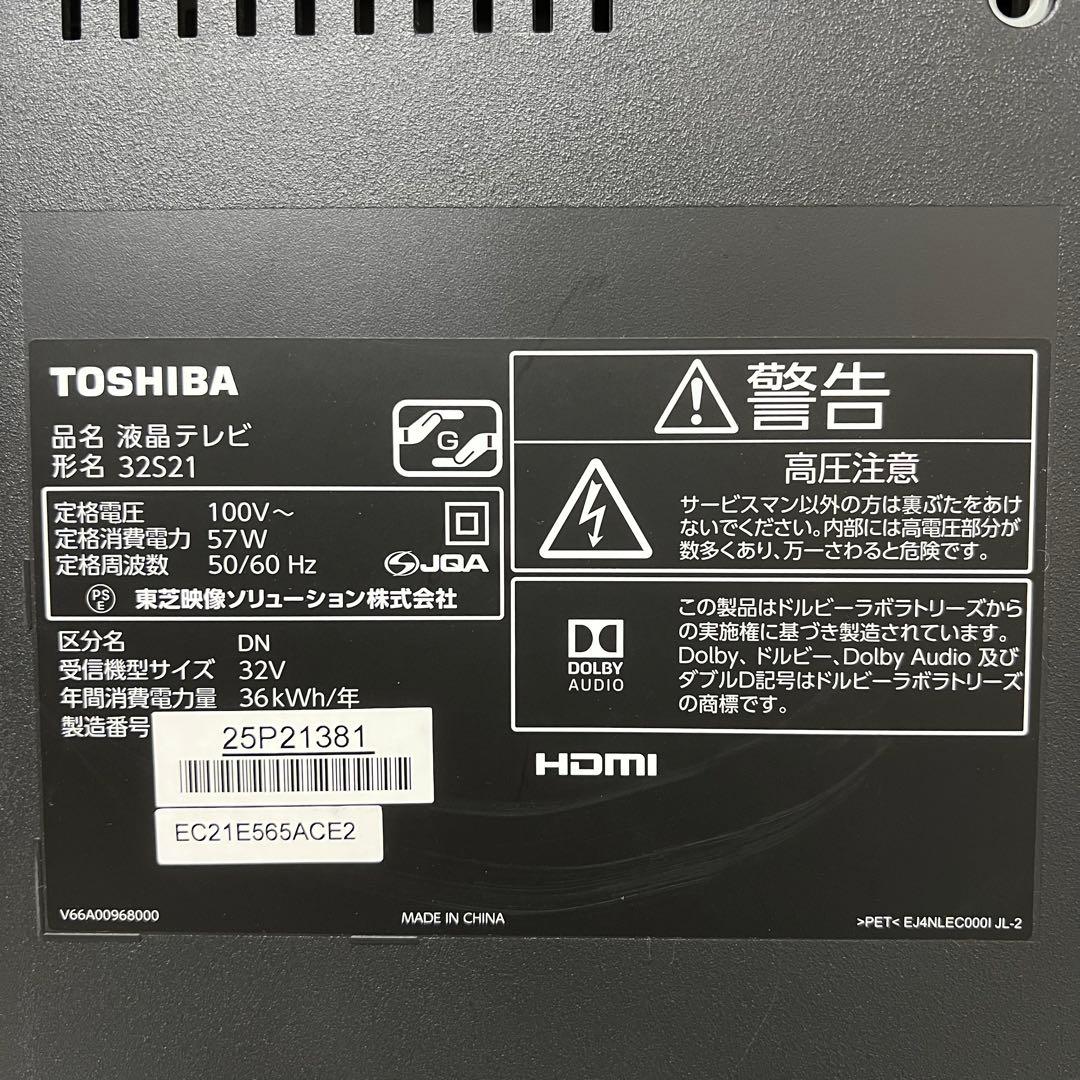 TOSHIBA
品名 液晶テレビ
形名 32S21
G
定格電圧 100V～
定格消費電力 57W
定格周波数 50/60 Hz
JQA
PS
E
東芝映像ソリューション株式会社
区分名 DN
受信機型サイズ 32V
年間消費電力量 36kWh/年
製造番号
25P21381
EC21E565ACE2
V66A00968000
MADE IN CHINA
警告
高圧注意
サービスマン以外の方は裏ぶたをあけ
ないでください。内部には高電圧部分が
数多くあり、万一さわると危険です。
DOLBY
AUDIO
この製品はドルビーラボラトリーズから
の実施権に基づき製造されています。
Dolby、ドルビー、Dolby Audio 及び
ダブルD記号はドルビーラボラトリーズ
の商標です。
HDMI
>PET< EJ4NLEC000I JL-2